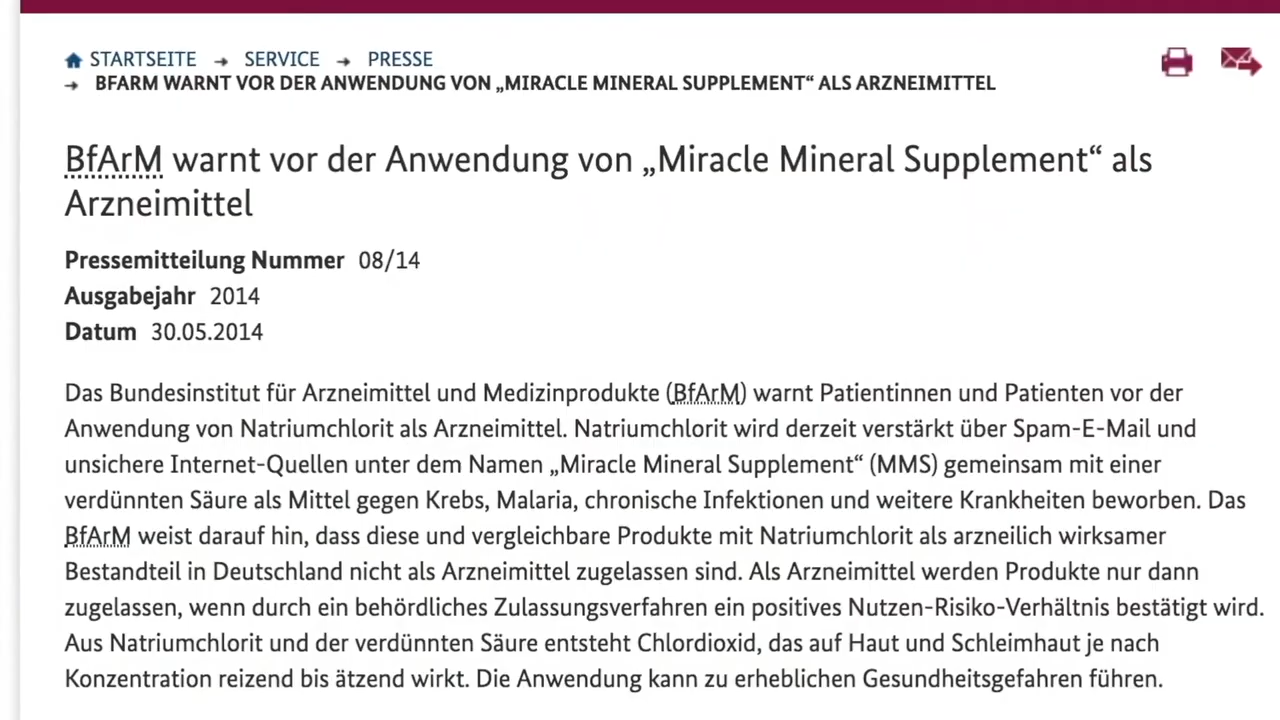 STARTSEITE → SERVICE → PRESSE
→ BFARM WARNT VOR DER ANWENDUNG VON „MIRACLE MINERAL SUPPLEMENT“ ALS ARZNEIMITTEL
BfArM warnt vor der Anwendung von „Miracle Mineral Supplement“ als
Arzneimittel
Pressemitteilung Nummer 08/14
Ausgabejahr 2014
Datum 30.05.2014
Das Bundesinstitut für Arzneimittel und Medizinprodukte (BfArM) warnt Patientinnen und Patienten vor der
Anwendung von Natriumchlorit als Arzneimittel. Natriumchlorit wird derzeit verstärkt über Spam-E-Mail und
unsichere Internet-Quellen unter dem Namen „Miracle Mineral Supplement“ (MMS) gemeinsam mit einer
verdünnten Säure als Mittel gegen Krebs, Malaria, chronische Infektionen und weitere Krankheiten beworben. Das
BfArM weist darauf hin, dass diese und vergleichbare Produkte mit Natriumchlorit als arzneilich wirksamer
Bestandteil in Deutschland nicht als Arzneimittel zugelassen sind. Als Arzneimittel werden Produkte nur dann
zugelassen, wenn durch ein behördliches Zulassungsverfahren ein positives Nutzen-Risiko-Verhältnis bestätigt wird.
Aus Natriumchlorit und der verdünnten Säure entsteht Chlordioxid, das auf Haut und Schleimhaut je nach
Konzentration reizend bis ätzend wirkt. Die Anwendung kann zu erheblichen Gesundheitsgefahren führen.